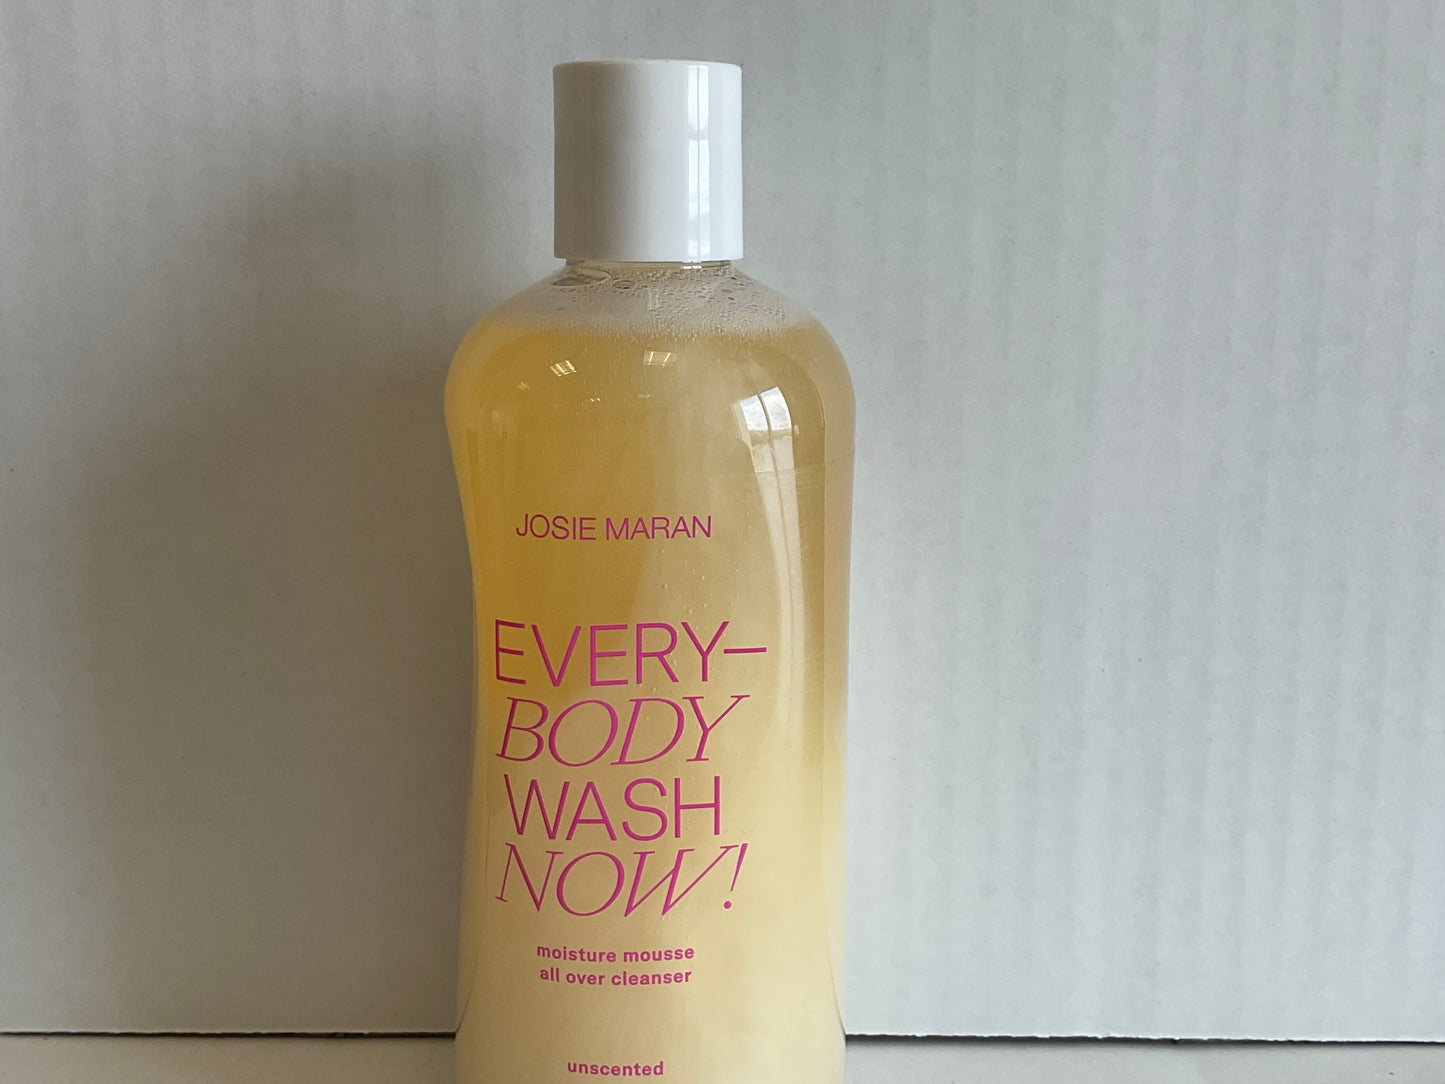 JOSIE MARAN
EVERY–
BODY
WASH
NOW!
moisture mousse
all over cleanser
unscented